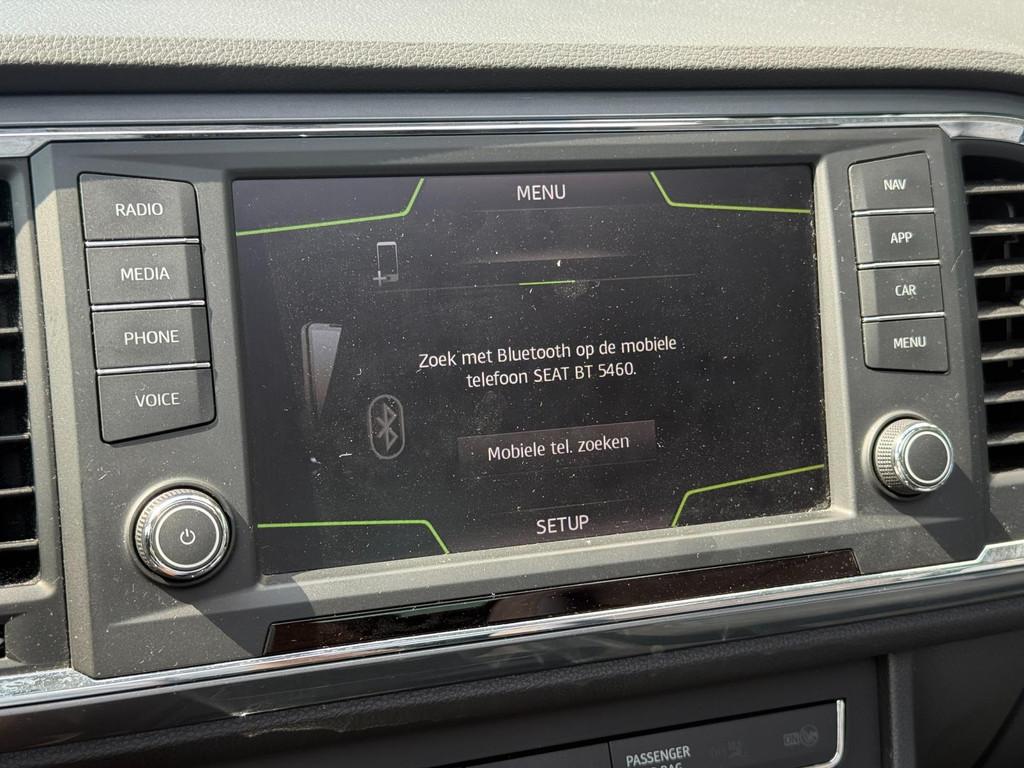 RADIO
MEDIA
PHONE
VOICE
MENU
Zoek met Bluetooth op de mobiele
telefoon SEAT BT 5460.
Mobiele tel. zoeken
SETUP
NAV
APP
CAR
MENU
PASSENGER
ON